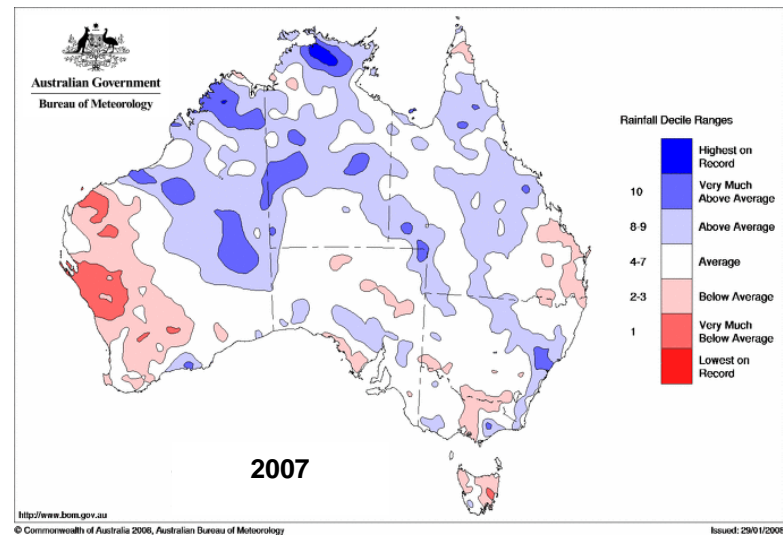 Australian Government
Bureau of Meteorology
Rainfall Decile Ranges
Highest on
Record
10 Very Much
Above Average
8-9 Above Average
4-7 Average
2-3 Below Average
1 Very Much
Below Average
Lowest on
Record
2007
http://www.bom.gov.au
© Commonwealth of Australia 2008, Australian Bureau of Meteorology
Issued: 29/01/2008